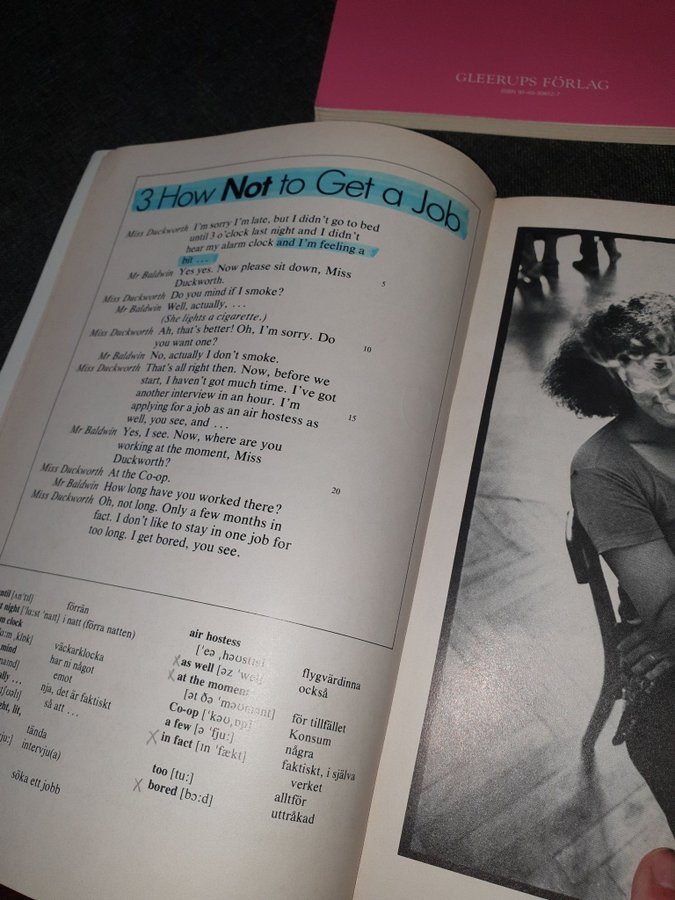 GLEERUPS FÖRLAG
3 How Not to Get a Job
Miss Duckworth I'm sorry I'm late, but I didn't go to bed
until 3 o'clock last night and I didn't
hear my alarm clock and I'm feeling a
bit ...
Mr Baldwin Yes yes. Now please sit down, Miss 5
Duckworth.
Miss Duckworth Do you mind if I smoke?
Mr Baldwin Well, actually, ...
(She lights a cigarette.)
Miss Duckworth Ah, that's better! Oh, I'm sorry. Do
you want one? 10
Mr Baldwin No, actually I don't smoke.
Miss Duckworth That's all right then. Now, before we
start, I haven't got much time. I've got
another interview in an hour. I'm
applying for a job as an air hostess as 15
well, you see, and ...
Mr Baldwin Yes, I see. Now, where are you
working at the moment, Miss
Duckworth?
Miss Duckworth At the Co-op.
Mr Baldwin How long have you worked there? 20
Miss Duckworth Oh, not long. Only a few months in
fact. I don't like to stay in one job for
too long. I get bored, you see.
förrän
i natt (förra natten)
clock
väckarklocka
mind har ni något
emot
nja, det är faktiskt
så att ...
tända
intervju(a)
söka ett jobb
air hostess
flygvärdinna
as well också
at the moment
för tillfället
Co-op Konsum
a few några
in fact [ɪn ˈfækt] faktiskt, i själva
verket
too [tu:] alltför
bored [bɔ:d] uttråkad